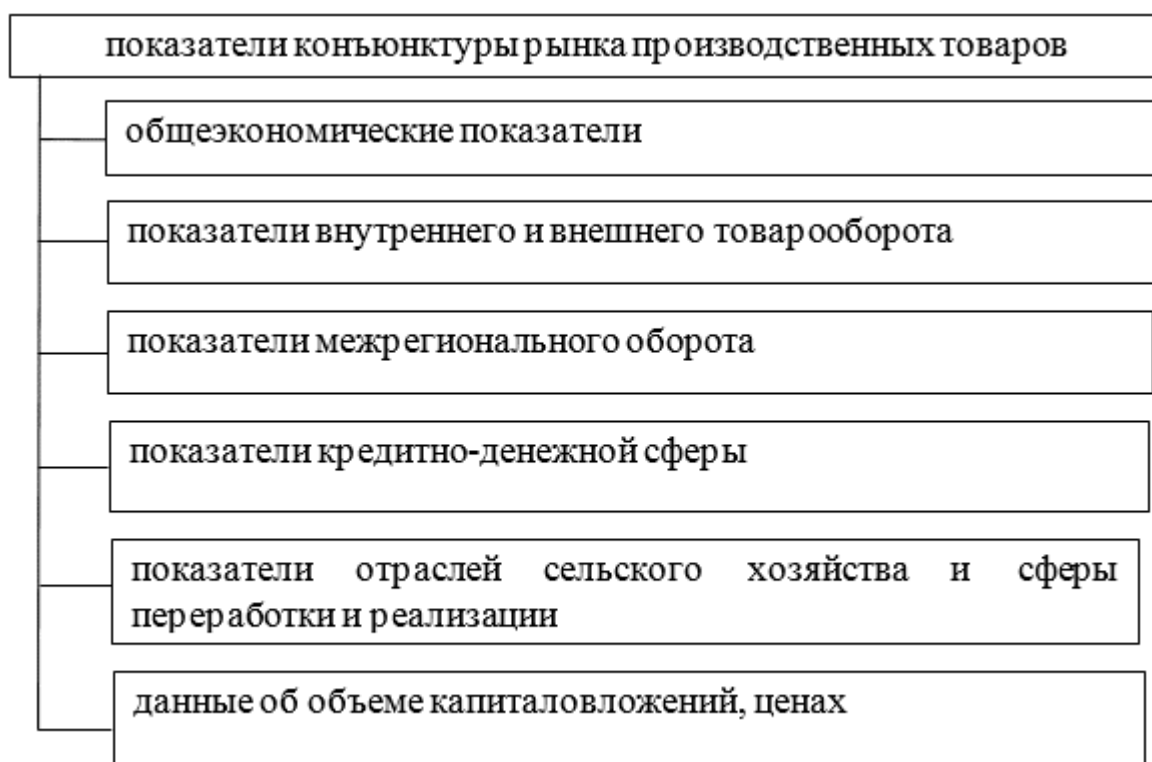 показатели конъюнктуры рынка производственных товаров
общеэкономические показатели
показатели внутреннего и внешнего товарооборота
показатели межрегионального оборота
показатели кредитно-денежной сферы
показатели отраслей сельского хозяйства и сферы
переработки и реализации
данные об объеме капиталовложений, ценах